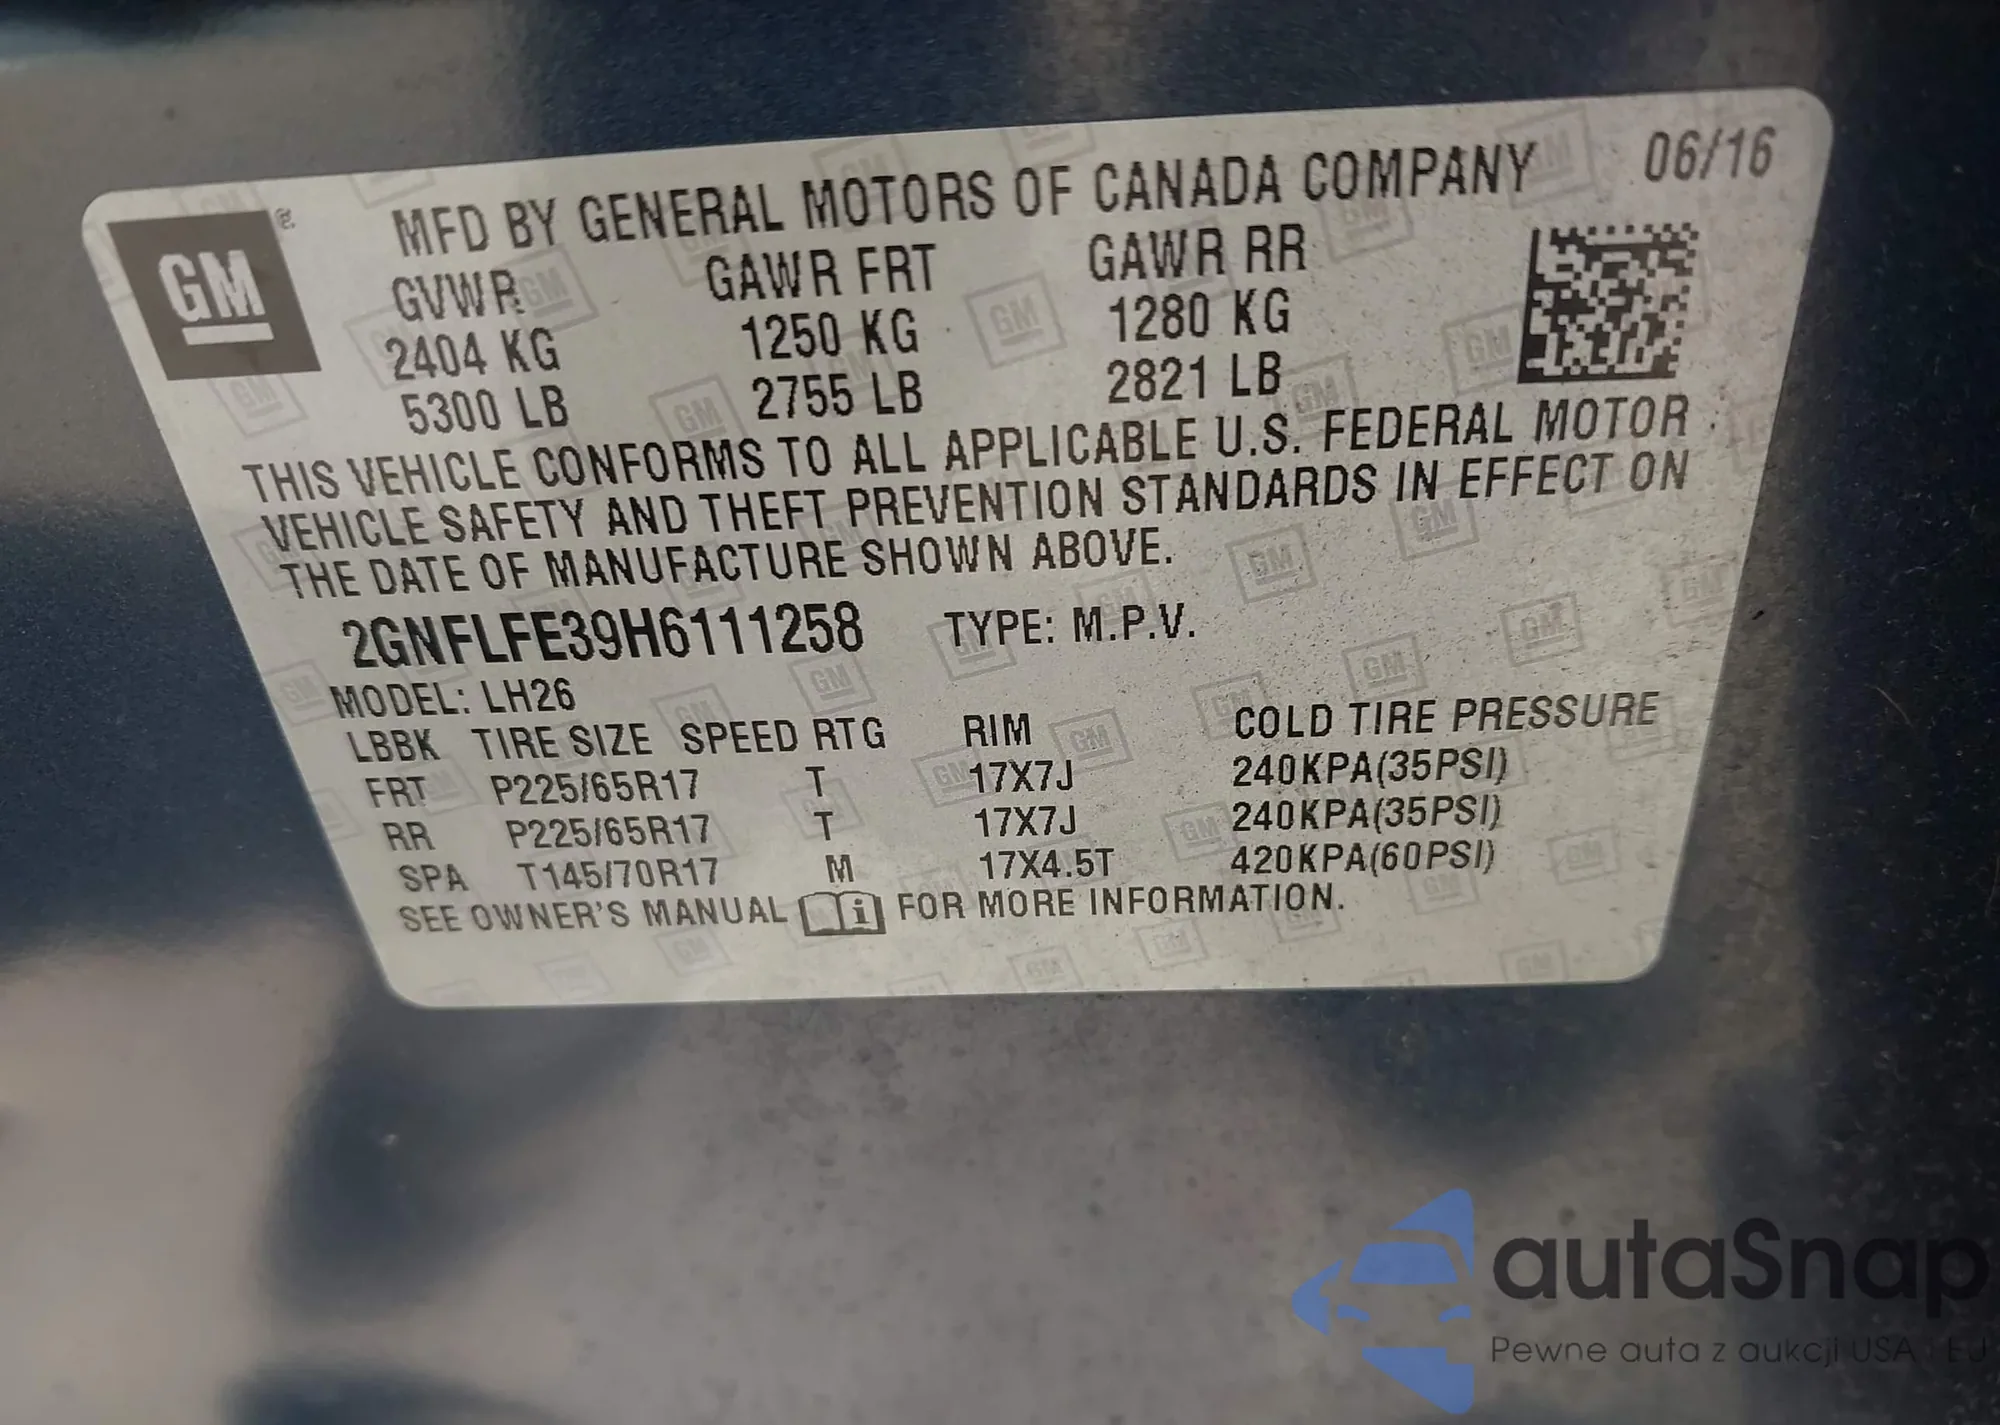 GM ® MFD BY GENERAL MOTORS OF CANADA COMPANY 06/16
GVWR GAWR FRT GAWR RR
2404 KG 1250 KG 1280 KG
5300 LB 2755 LB 2821 LB
THIS VEHICLE CONFORMS TO ALL APPLICABLE U.S. FEDERAL MOTOR
VEHICLE SAFETY AND THEFT PREVENTION STANDARDS IN EFFECT ON
THE DATE OF MANUFACTURE SHOWN ABOVE.
2GNFLFE39H6111258 TYPE: M.P.V.
MODEL: LH26
LBBK TIRE SIZE SPEED RTG RIM COLD TIRE PRESSURE
FRT P225/65R17 T 17X7J 240KPA(35PSI)
RR P225/65R17 T 17X7J 240KPA(35PSI)
SPA T145/70R17 M 17X4.5T 420KPA(60PSI)
SEE OWNER'S MANUAL i FOR MORE INFORMATION.
autaSnap
Pewne auta z aukcji USA i EU